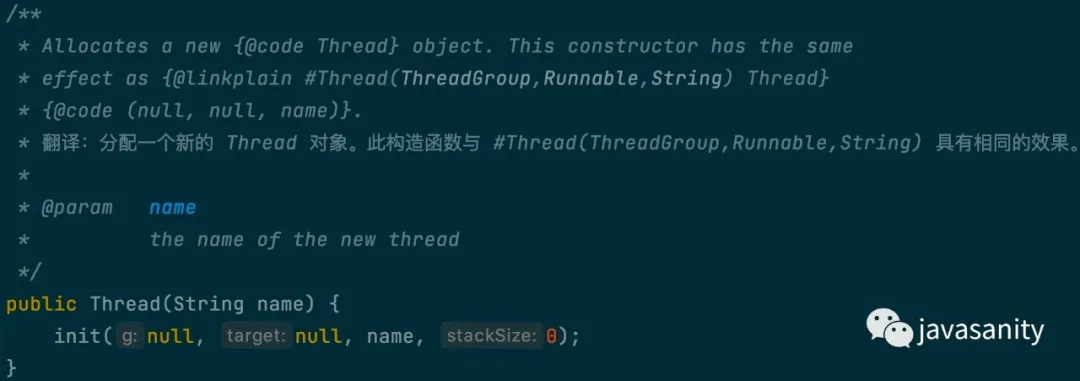 /**
 * Allocates a new {@code Thread} object. This constructor has the same
 * effect as {@linkplain #Thread(ThreadGroup,Runnable,String) Thread}
 * {@code (null, null, name)}.
 * 翻译：分配一个新的 Thread 对象。此构造函数与 #Thread(ThreadGroup,Runnable,String) 具有相同的效果。
 *
 * @param   name
 *          the name of the new thread
 */
public Thread(String name) {
    init( g: null,  target: null, name,  stackSize: 0);
}
javasanity